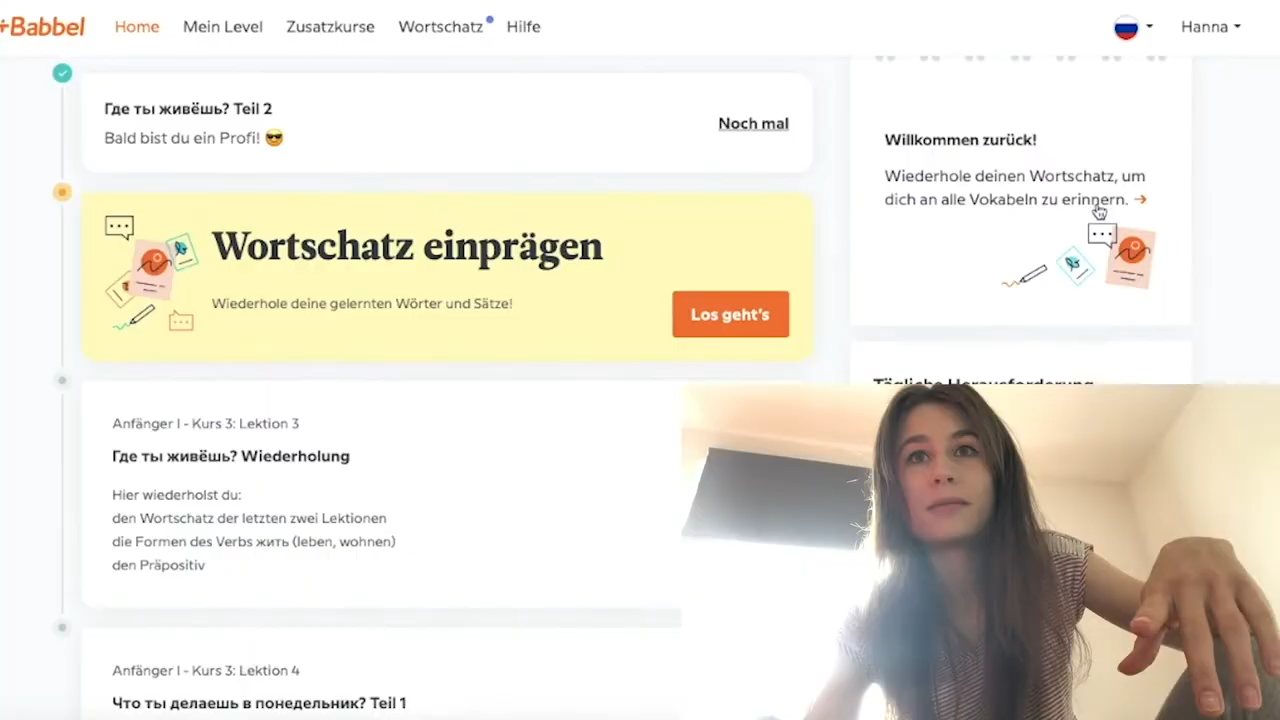 +Babbel
Home
Mein Level
Zusatzkurse
Wortschatz
Hilfe
Hanna
Где ты живёшь? Teil 2
Bald bist du ein Profi! 😎
Noch mal
Wortschatz einprägen
Wiederhole deine gelernten Wörter und Sätze!
Los geht's
Anfänger I - Kurs 3: Lektion 3
Где ты живёшь? Wiederholung
Hier wiederholst du:
den Wortschatz der letzten zwei Lektionen
die Formen des Verbs жить (leben, wohnen)
den Präpositiv
Anfänger I - Kurs 3: Lektion 4
Что ты делаешь в понедельник? Teil 1
Willkommen zurück!
Wiederhole deinen Wortschatz, um
dich an alle Vokabeln zu erinnern. →
Tägliche Herausforderung